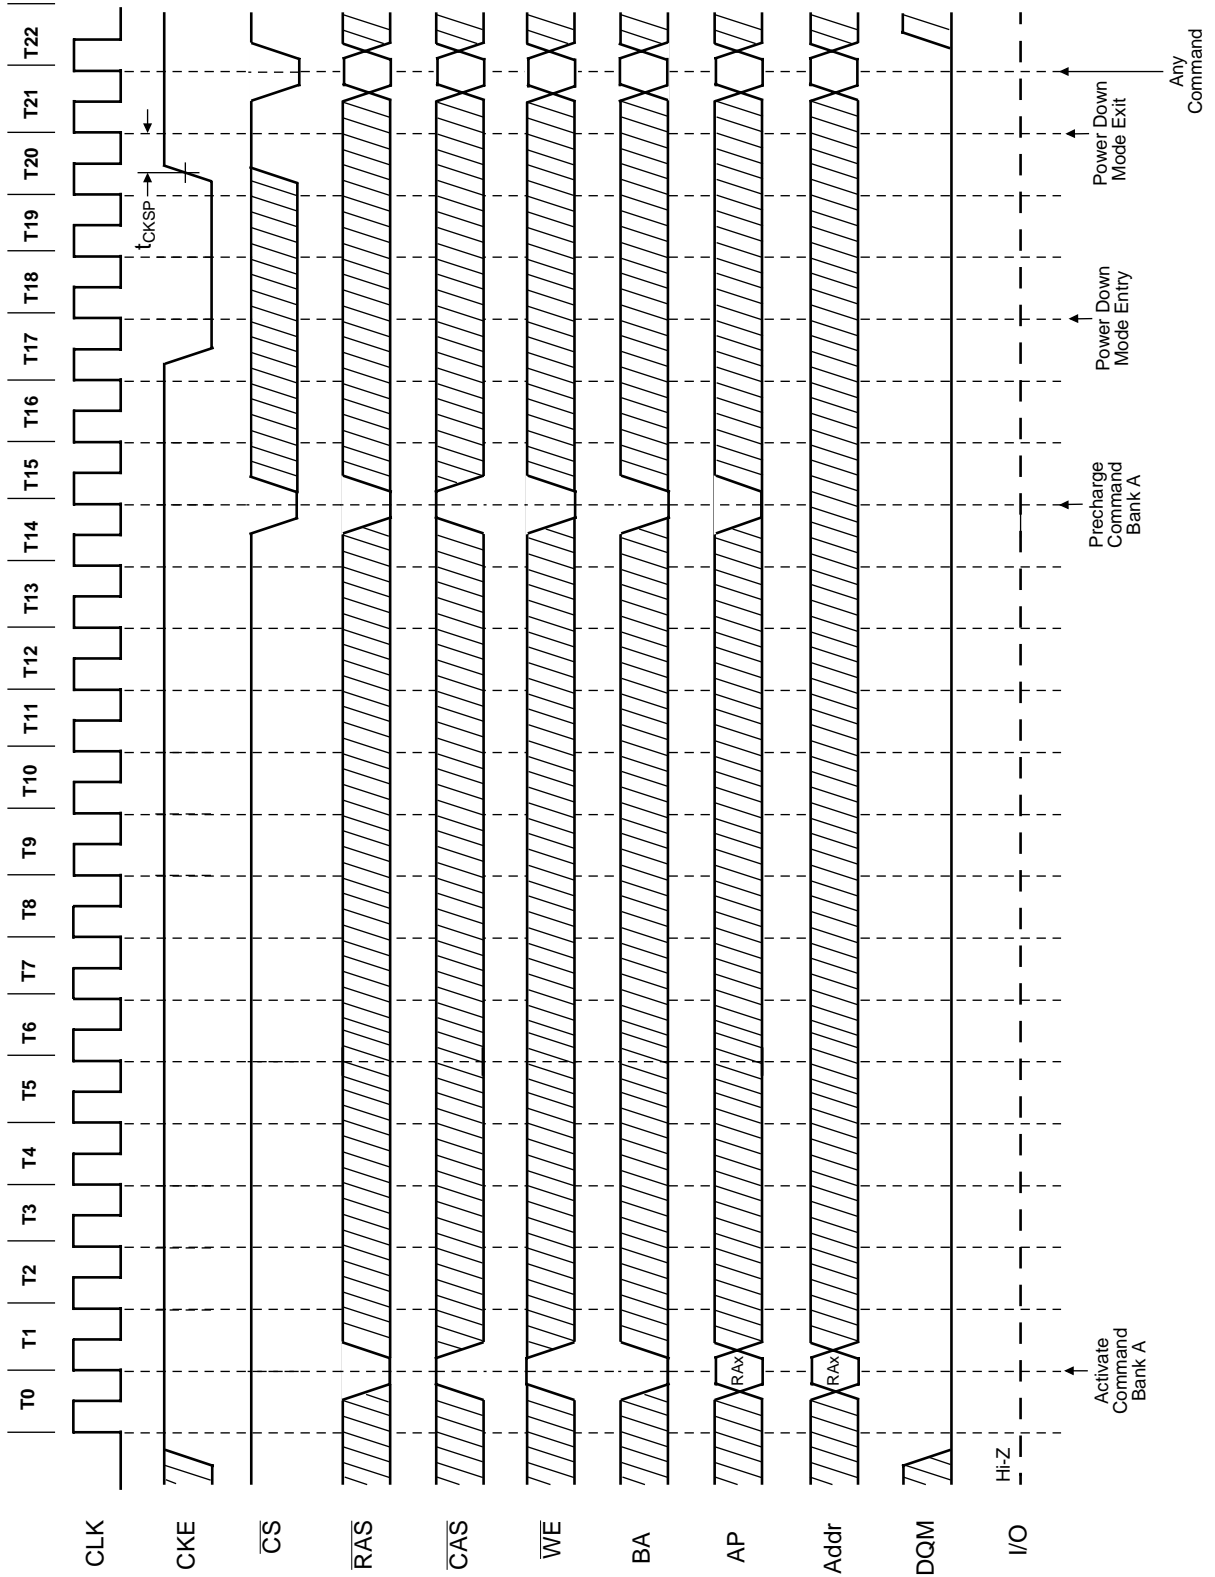 T0 T1 T2 T3 T4 T5 T6 T7 T8 T9 T10 T11 T12 T13 T14 T15 T16 T17 T18 T19 T20 T21 T22
CLK
CKE
tCKSP
CS
RAS
CAS
WE
BA
AP
RAx
Addr
RAx
DQM
I/O
Hi-Z
Activate
Command
Bank A
Precharge
Command
Bank A
Power Down
Mode Entry
Power Down
Mode Exit
Any
Command